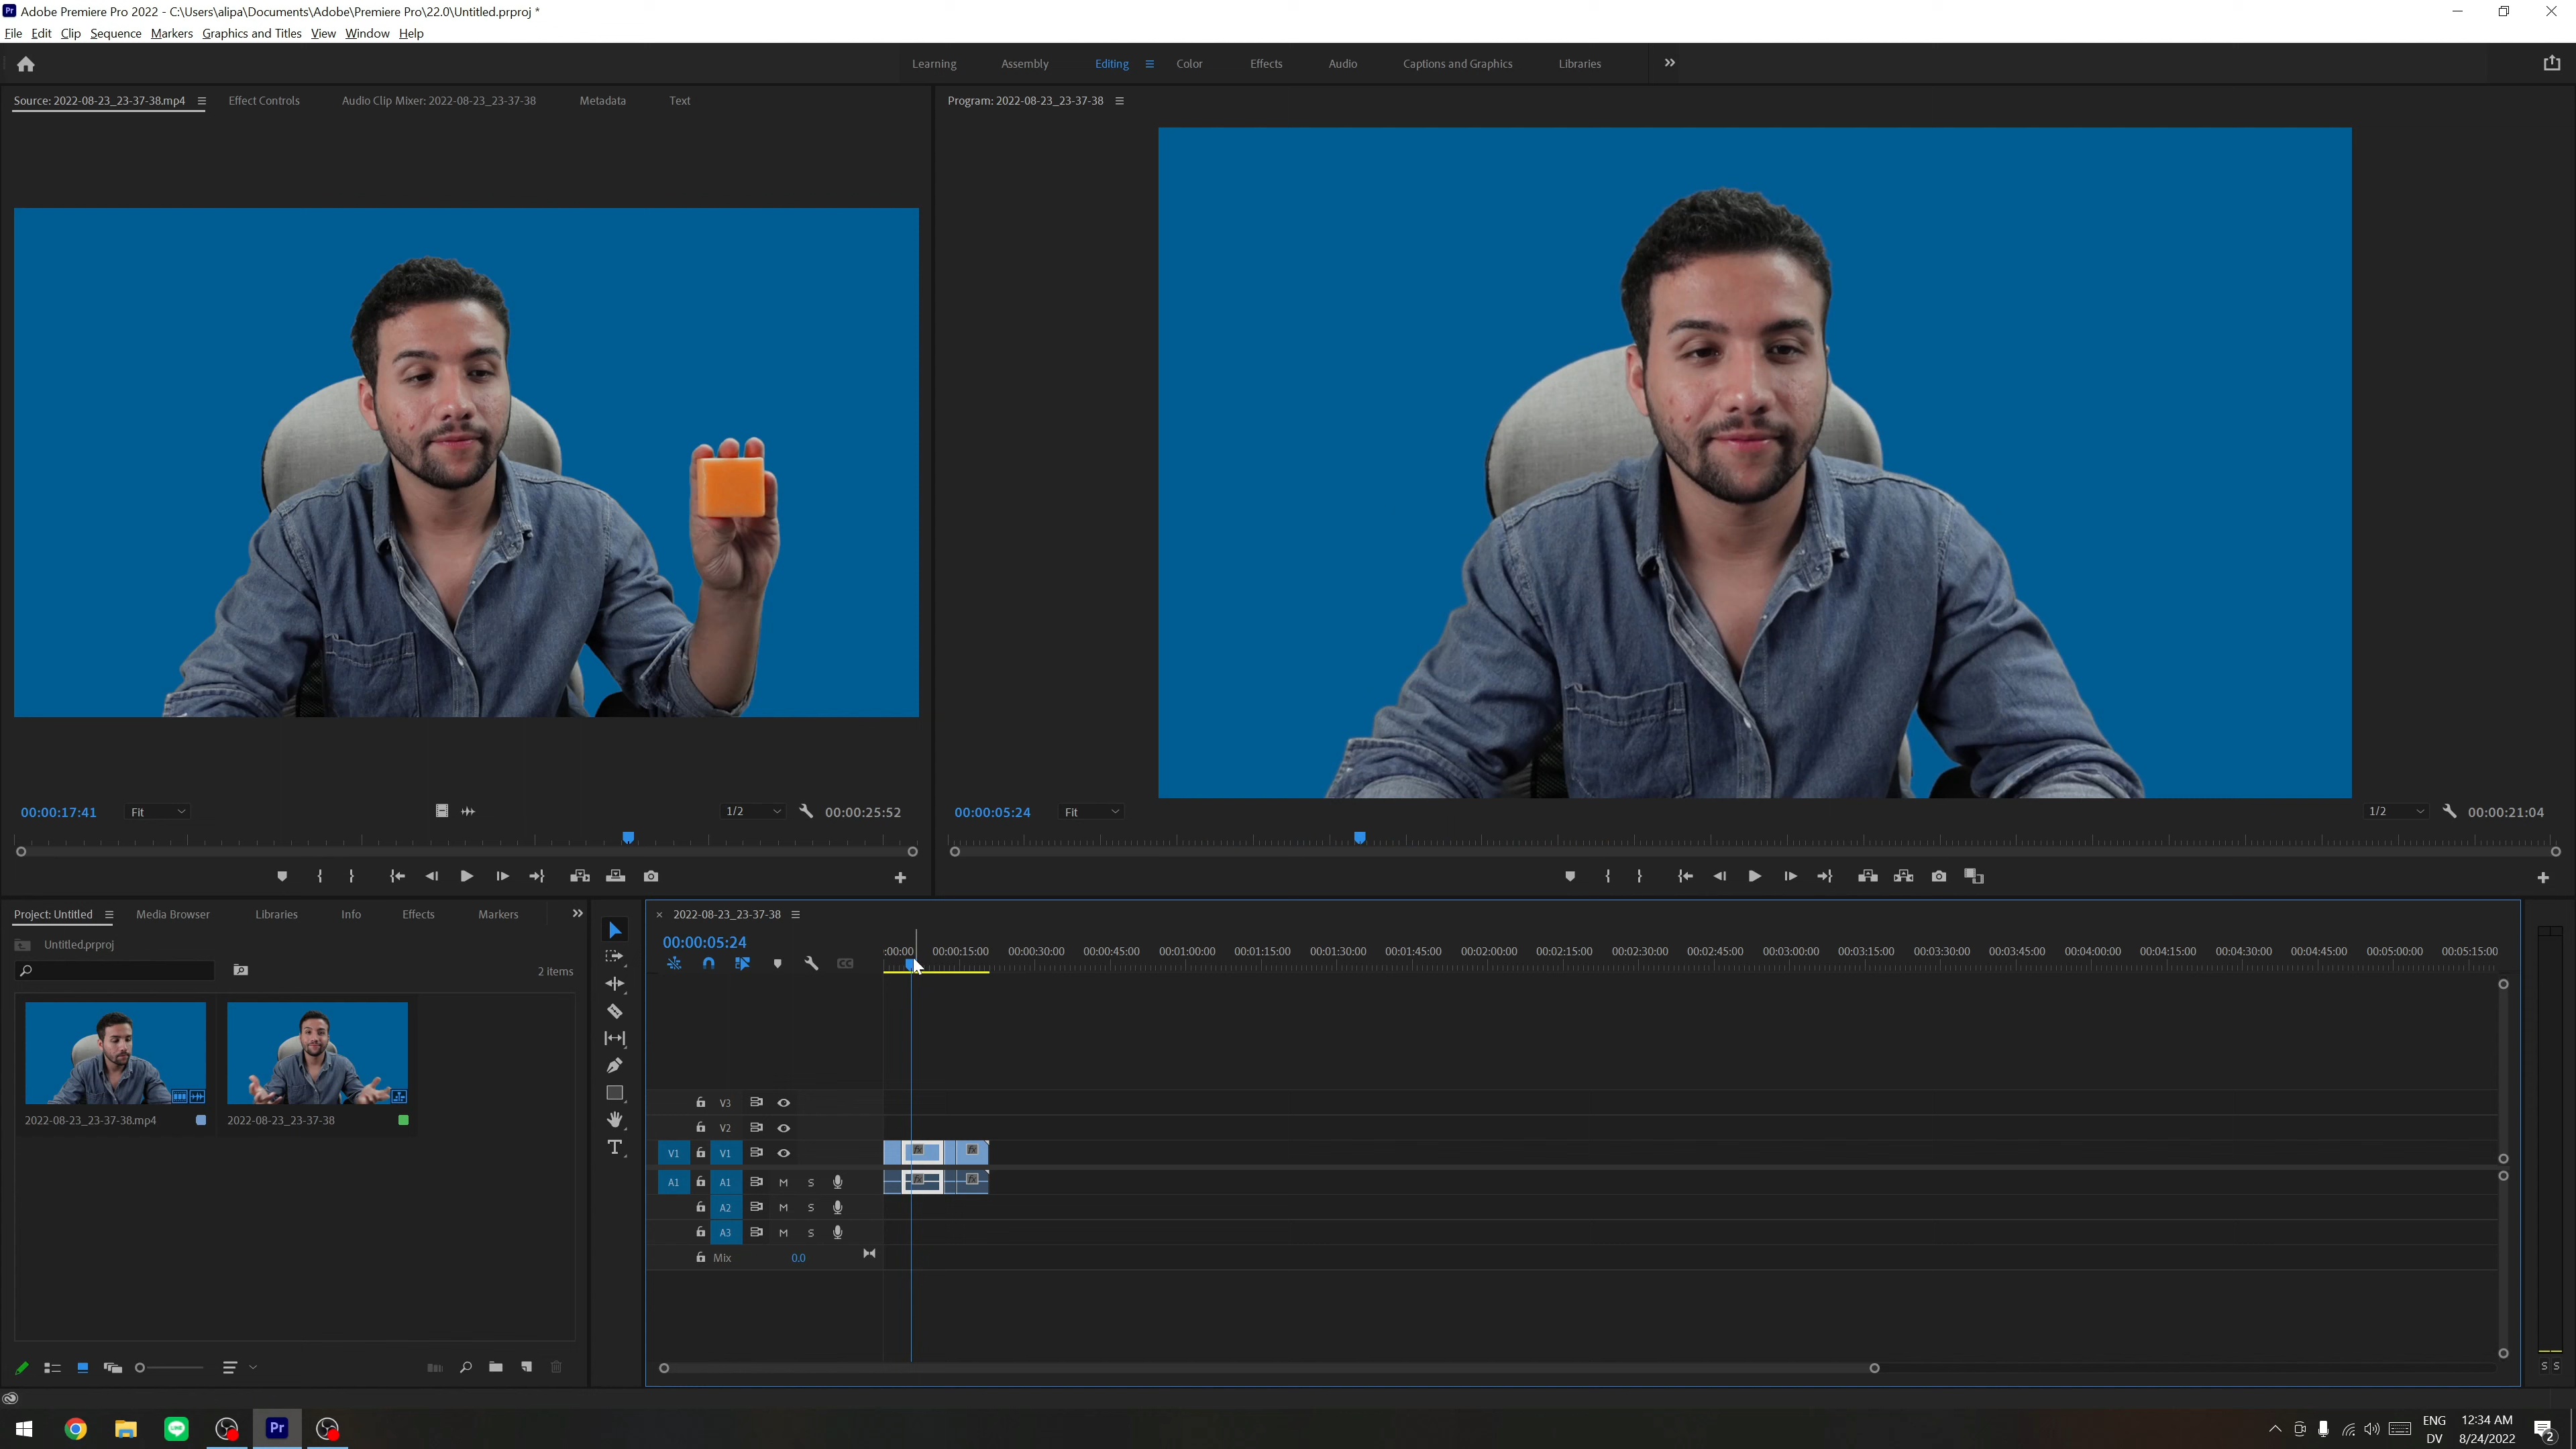 Adobe Premiere Pro 2022 - C:\Users\alipa\Documents\Adobe\Premiere Pro\22.0\Untitled.prproj *
File Edit Clip Sequence Markers Graphics and Titles View Window Help
Learning Assembly Editing Color Effects Audio Captions and Graphics Libraries
Source: 2022-08-23_23-37-38.mp4 Effect Controls Audio Clip Mixer: 2022-08-23_23-37-38 Metadata Text
Program: 2022-08-23_23-37-38
00:00:17:41 Fit 1/2 00:00:25:52
00:00:05:24 Fit 1/2 00:00:21:04
Project: Untitled Media Browser Libraries Info Effects Markers
Untitled.prproj
2 items
2022-08-23_23-37-38.mp4
2022-08-23_23-37-38
× 2022-08-23_23-37-38
00:00:05:24
:00:00 00:00:15:00 00:00:30:00 00:00:45:00 00:01:00:00 00:01:15:00 00:01:30:00 00:01:45:00 00:02:00:00 00:02:15:00 00:02:30:00 00:02:45:00 00:03:00:00 00:03:15:00 00:03:30:00 00:03:45:00 00:04:00:00 00:04:15:00 00:04:30:00 00:04:45:00 00:05:00:00 00:05:15:00
V3
V2
V1 V1 fx fx
A1 A1 M S fx fx
A2 M S
A3 M S
Mix 0.0
S S
Pr
LINE
Pr
ENG
DV
12:34 AM
8/24/2022
2